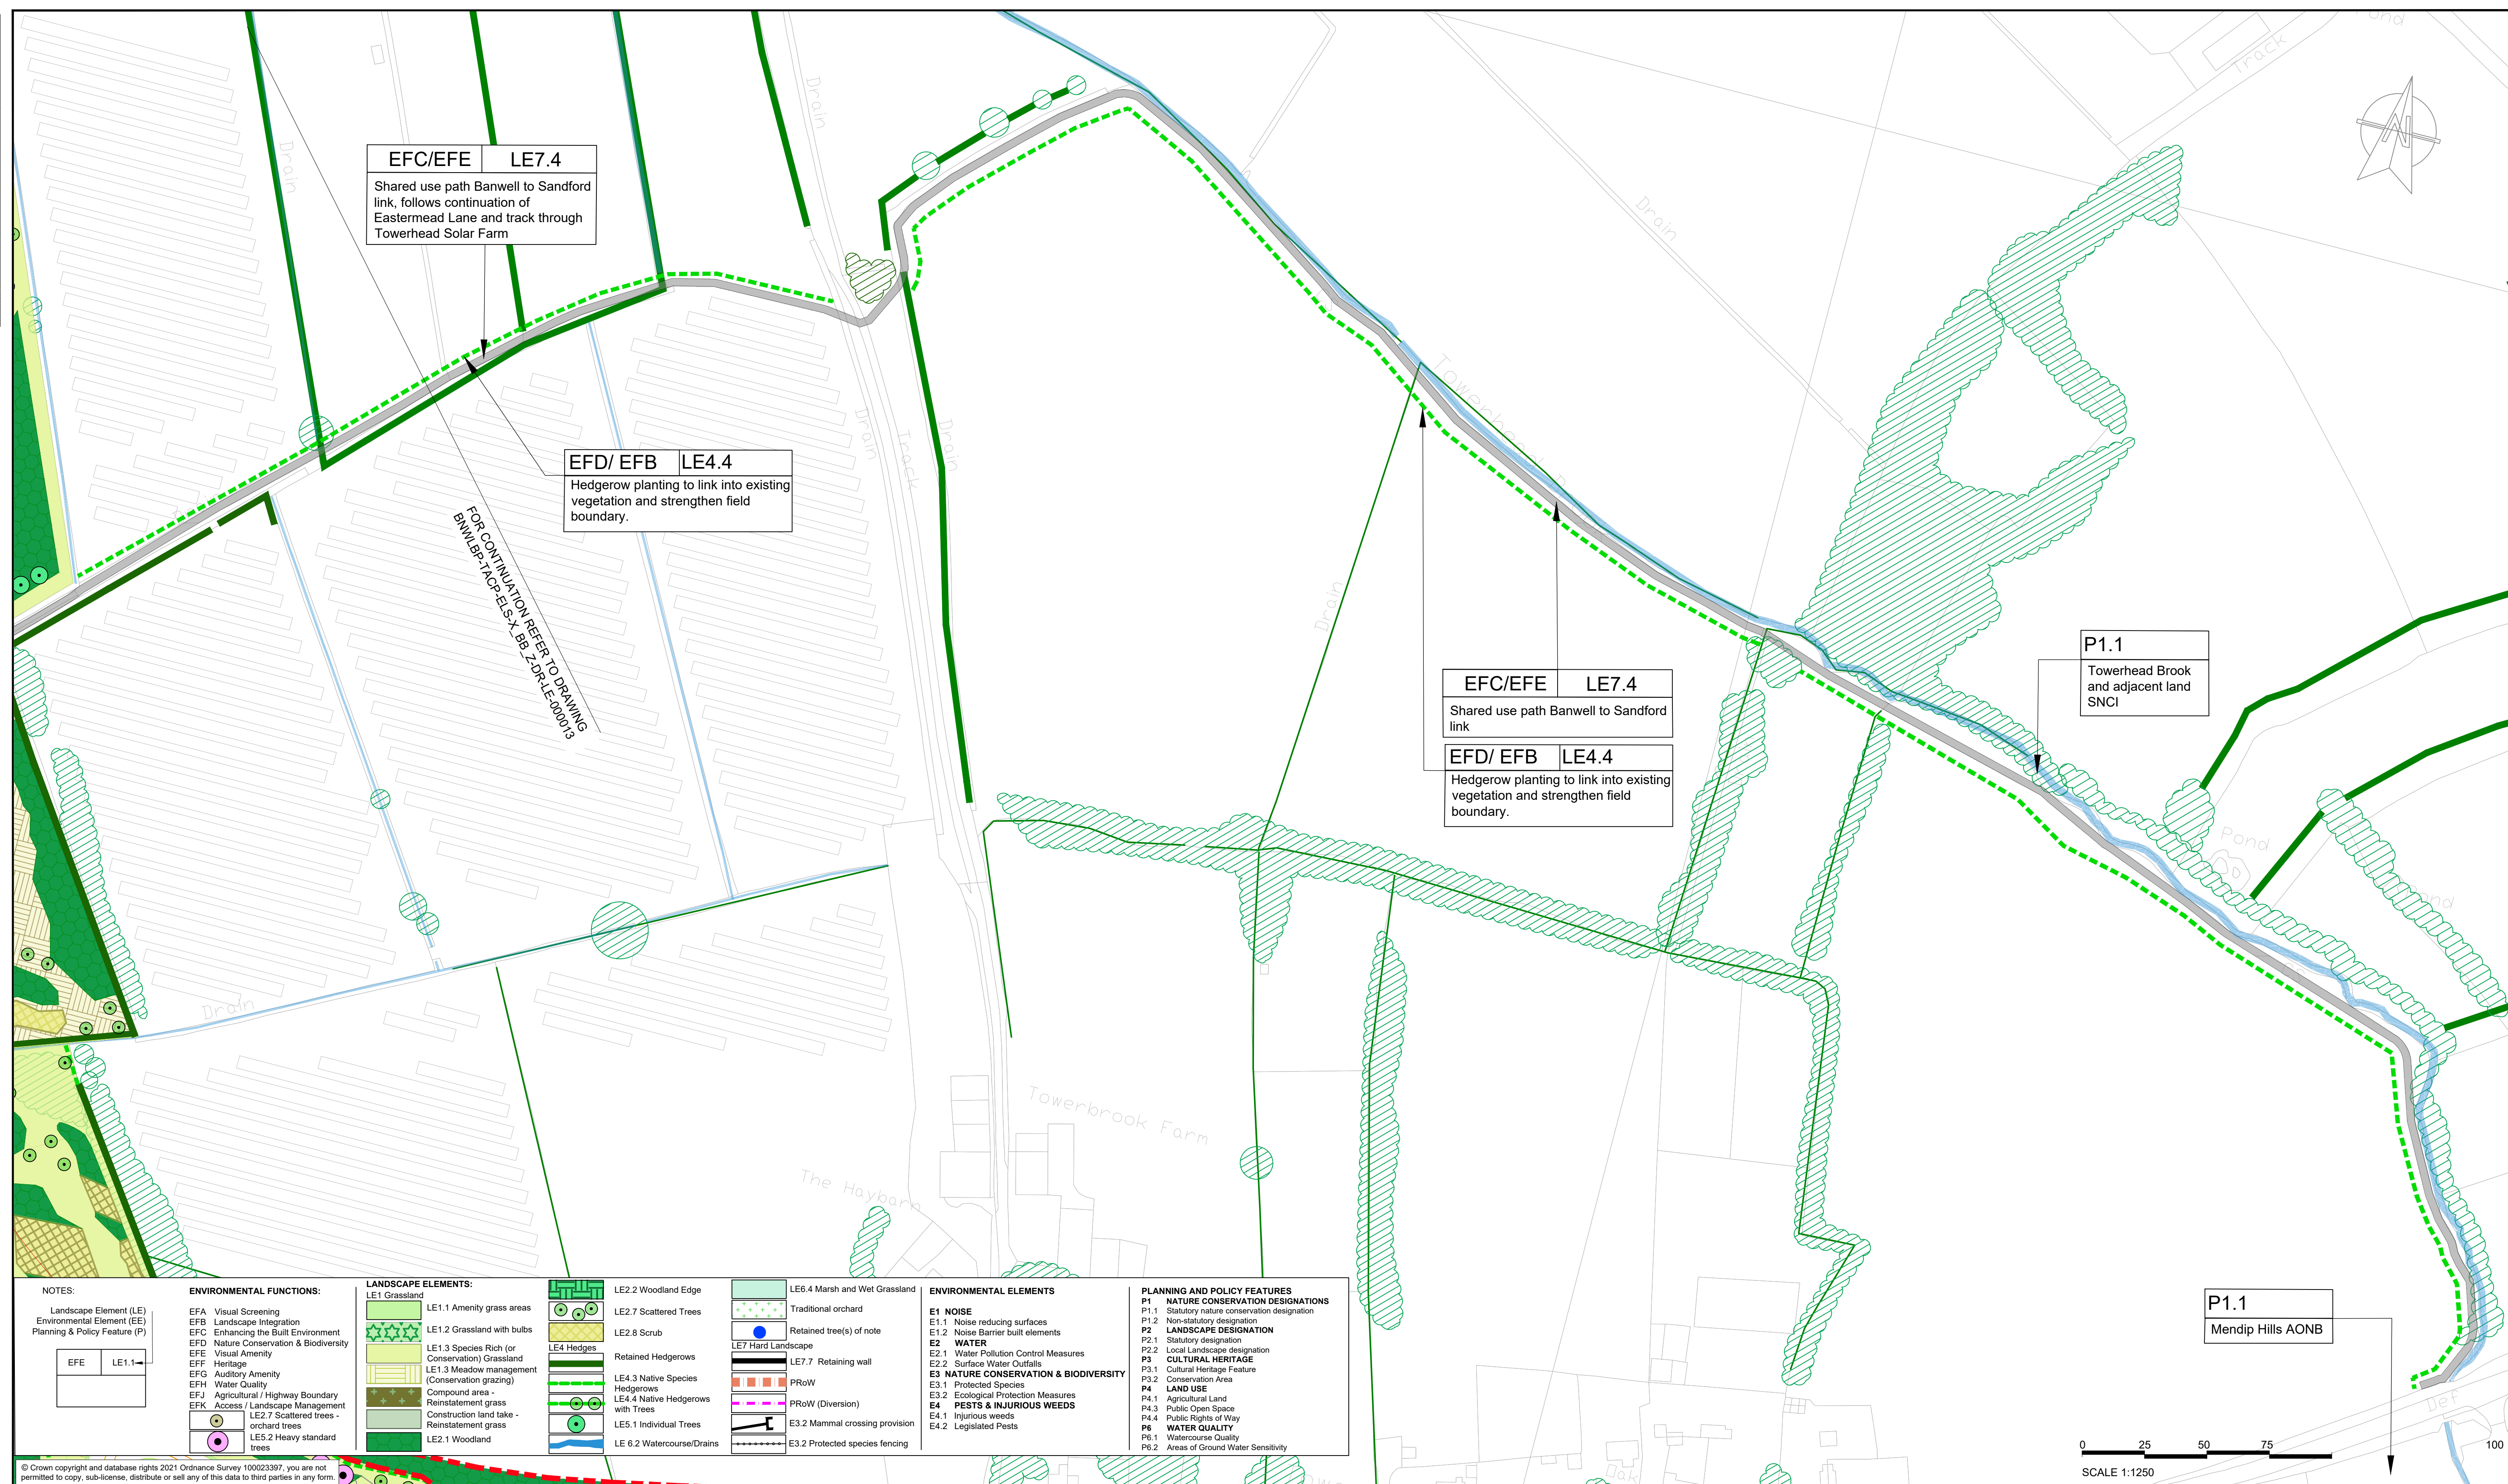 Drain
Drain
Pond
Track
EFC/EFE LE7.4
Shared use path Banwell to Sandford
link, follows continuation of
Eastermead Lane and track through
Towerhead Solar Farm
Drain
EFD/ EFB LE4.4
Hedgerow planting to link into existing
vegetation and strengthen field
boundary.
Drain
Track
Drain
FOR CONTINUATION REFER TO DRAWING
BNWLBP-TACP-ELS-X_BB_Z-DR-LE-000013
Drain
P1.1
Towerhead Brook
and adjacent land
SNCI
EFC/EFE LE7.4
Shared use path Banwell to Sandford
link
EFD/ EFB LE4.4
Hedgerow planting to link into existing
vegetation and strengthen field
boundary.
Pond
Drain
Towerbrook Farm
The Haybarn
P1.1
Mendip Hills AONB
Def
0 25 50 75 100
SCALE 1:1250
NOTES:
Landscape Element (LE)
Environmental Element (EE)
Planning & Policy Feature (P)
EFE LE1.1
ENVIRONMENTAL FUNCTIONS:
EFA Visual Screening
EFB Landscape Integration
EFC Enhancing the Built Environment
EFD Nature Conservation & Biodiversity
EFE Visual Amenity
EFF Heritage
EFG Auditory Amenity
EFH Water Quality
EFJ Agricultural / Highway Boundary
EFK Access / Landscape Management
LE2.7 Scattered trees -
orchard trees
LE5.2 Heavy standard
trees
LANDSCAPE ELEMENTS:
LE1 Grassland
LE1.1 Amenity grass areas
LE1.2 Grassland with bulbs
LE1.3 Species Rich (or
Conservation) Grassland
LE1.3 Meadow management
(Conservation grazing)
Compound area -
Reinstatement grass
Construction land take -
Reinstatement grass
LE2.1 Woodland
LE2.2 Woodland Edge
LE2.7 Scattered Trees
LE2.8 Scrub
LE4 Hedges
Retained Hedgerows
LE4.3 Native Species
Hedgerows
LE4.4 Native Hedgerows
with Trees
LE5.1 Individual Trees
LE 6.2 Watercourse/Drains
LE6.4 Marsh and Wet Grassland
Traditional orchard
Retained tree(s) of note
LE7 Hard Landscape
LE7.7 Retaining wall
PRoW
PRoW (Diversion)
E3.2 Mammal crossing provision
E3.2 Protected species fencing
ENVIRONMENTAL ELEMENTS
E1 NOISE
E1.1 Noise reducing surfaces
E1.2 Noise Barrier built elements
E2 WATER
E2.1 Water Pollution Control Measures
E2.2 Surface Water Outfalls
E3 NATURE CONSERVATION & BIODIVERSITY
E3.1 Protected Species
E3.2 Ecological Protection Measures
E4 PESTS & INJURIOUS WEEDS
E4.1 Injurious weeds
E4.2 Legislated Pests
PLANNING AND POLICY FEATURES
P1 NATURE CONSERVATION DESIGNATIONS
P1.1 Statutory nature conservation designation
P1.2 Non-statutory designation
P2 LANDSCAPE DESIGNATION
P2.1 Statutory designation
P2.2 Local Landscape designation
P3 CULTURAL HERITAGE
P3.1 Cultural Heritage Feature
P3.2 Conservation Area
P4 LAND USE
P4.1 Agricultural Land
P4.3 Public Open Space
P4.4 Public Rights of Way
P6 WATER QUALITY
P6.1 Watercourse Quality
P6.2 Areas of Ground Water Sensitivity
© Crown copyright and database rights 2021 Ordnance Survey 100023397, you are not
permitted to copy, sub-license, distribute or sell any of this data to third parties in any form.